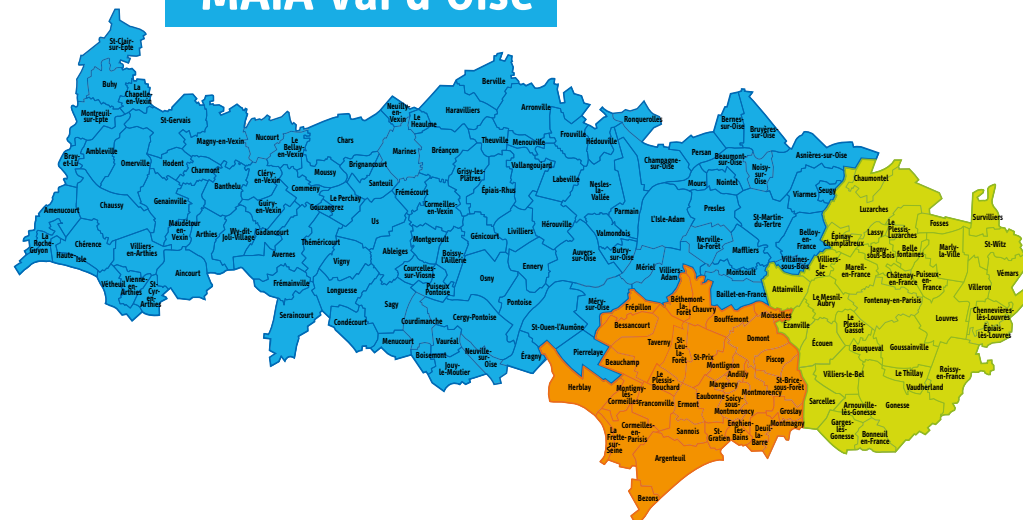 MAIA Val d'Oise
St-Clair-
sur-Epte
Buhy
La
Chapelle-
en-Vexin
Montreuil-
sur-Epte
St-Gervais
Bray-
et-Lû
Ambleville
Omerville
Hodent
Magny-en-Vexin
Nucourt
Le
Bellay-
en-Vexin
Charmont
Banthelu
Cléry-
en-Vexin
Amenucourt
Chaussy
Genainville
Maudétour
en-
Vexin
Arthies
Wy-dit-
Joli-Village
Guiry-
en-Vexin
Gadancourt
La
Roche-
Guyon
Haute
Isle
Chérence
Villiers-
en-Arthies
Vétheuil
Vienne-
en-
Arthies
St-
Cyr-
en-
Arthies
Aincourt
Avernes
Frémainville
Seraincourt
Chars
Moussy
Commeny
Le Perchay
Gouzangrez
Brignancourt
Santeuil
Marines
Neuilly-
en-
Vexin
Le
Heaulme
Us
Théméricourt
Vigny
Longuesse
Condécourt
Sagy
Ableiges
Courcelles-
sur-Viosne
Montgeroult
Boissy-
l'Aillerie
Puiseux
Pontoise
Frémécourt
Cormeilles-
en-Vexin
Bréançon
Haravilliers
Berville
Arronville
Theuville
Menouville
Grisy-les-
Plâtres
Épiais-Rhus
Vallangoujard
Génicourt
Livilliers
Osny
Ennery
Hérouville
Labeville
Frouville
Hédouville
Ronquerolles
Nesles-
la-
Vallée
Parmain
Valmondois
Butry-
sur-Oise
Auvers-
sur-Oise
Méry-
sur-Oise
Pontoise
Cergy-Pontoise
Courdimanche
Menucourt
Boisemont
Vauréal
Jouy-
le-Moutier
Neuville-
sur-
Oise
Éragny
St-Ouen-l'Aumône
Pierrelaye
Champagne-
sur-Oise
Persan
Bernes-
sur-Oise
Bruyères-
sur-Oise
Beaumont-
sur-Oise
Mours
Nointel
Noisy-
sur-
Oise
Asnières-sur-Oise
L'Isle-Adam
Presles
St-Martin-
du-Tertre
Viarmes
Seugy
Nerville-
la-Forêt
Maffliers
Belloy-
en-
France
Mériel
Villiers-
Adam
Montsoult
Villaines-
sous-Bois
Baillet-en-France
Chaumontel
Luzarches
Le
Plessis-
Luzarches
Lassy
Épinay-
Champlatreux
Jagny-
sous-Bois
Belle
fontaines
Fosses
Survilliers
St-Witz
Marly-
la-Ville
Villiers-
le-
Sec
Mareil-
en-France
Châtenay-
en-France
Puiseux-
en-
France
Vémars
Villeron
Attainville
Le Mesnil-
Aubry
Fontenay-en-Parisis
Louvres
Chennevières-
lès-Louvres
Épiais-
lès-Louvres
Moisselles
Ézanville
Écouen
Le
Plessis-
Gassot
Bouqueval
Goussainville
Villiers-le-Bel
Le Thillay
Vaudherland
Roissy-
en-France
Sarcelles
Arnouville-
lès-Gonesse
Gonesse
Garges-
lès-
Gonesse
Bonneuil
en-France
Frépillon
Béthemont-
la-
Forêt
Chauvry
Bouffémont
Bessancourt
Taverny
St-
Leu-
la-
Forêt
St-Prix
Domont
Piscop
Montlignon
Andilly
Beauchamp
Le
Plessis-
Bouchard
Margency
Montmorency
St-Brice-
sous-Forêt
Herblay
Montigny-
lès-
Cormeilles
Franconville
Ermont
Eaubonne
Soicy-
sous-
Montmorency
Groslay
Montmagny
La
Frette-
sur-
Seine
Cormeilles-
en-
Parisis
Sannois
St-
Gratien
Enghien-
les-
Bains
Deuil-
la-
Barre
Argenteuil
Bezons